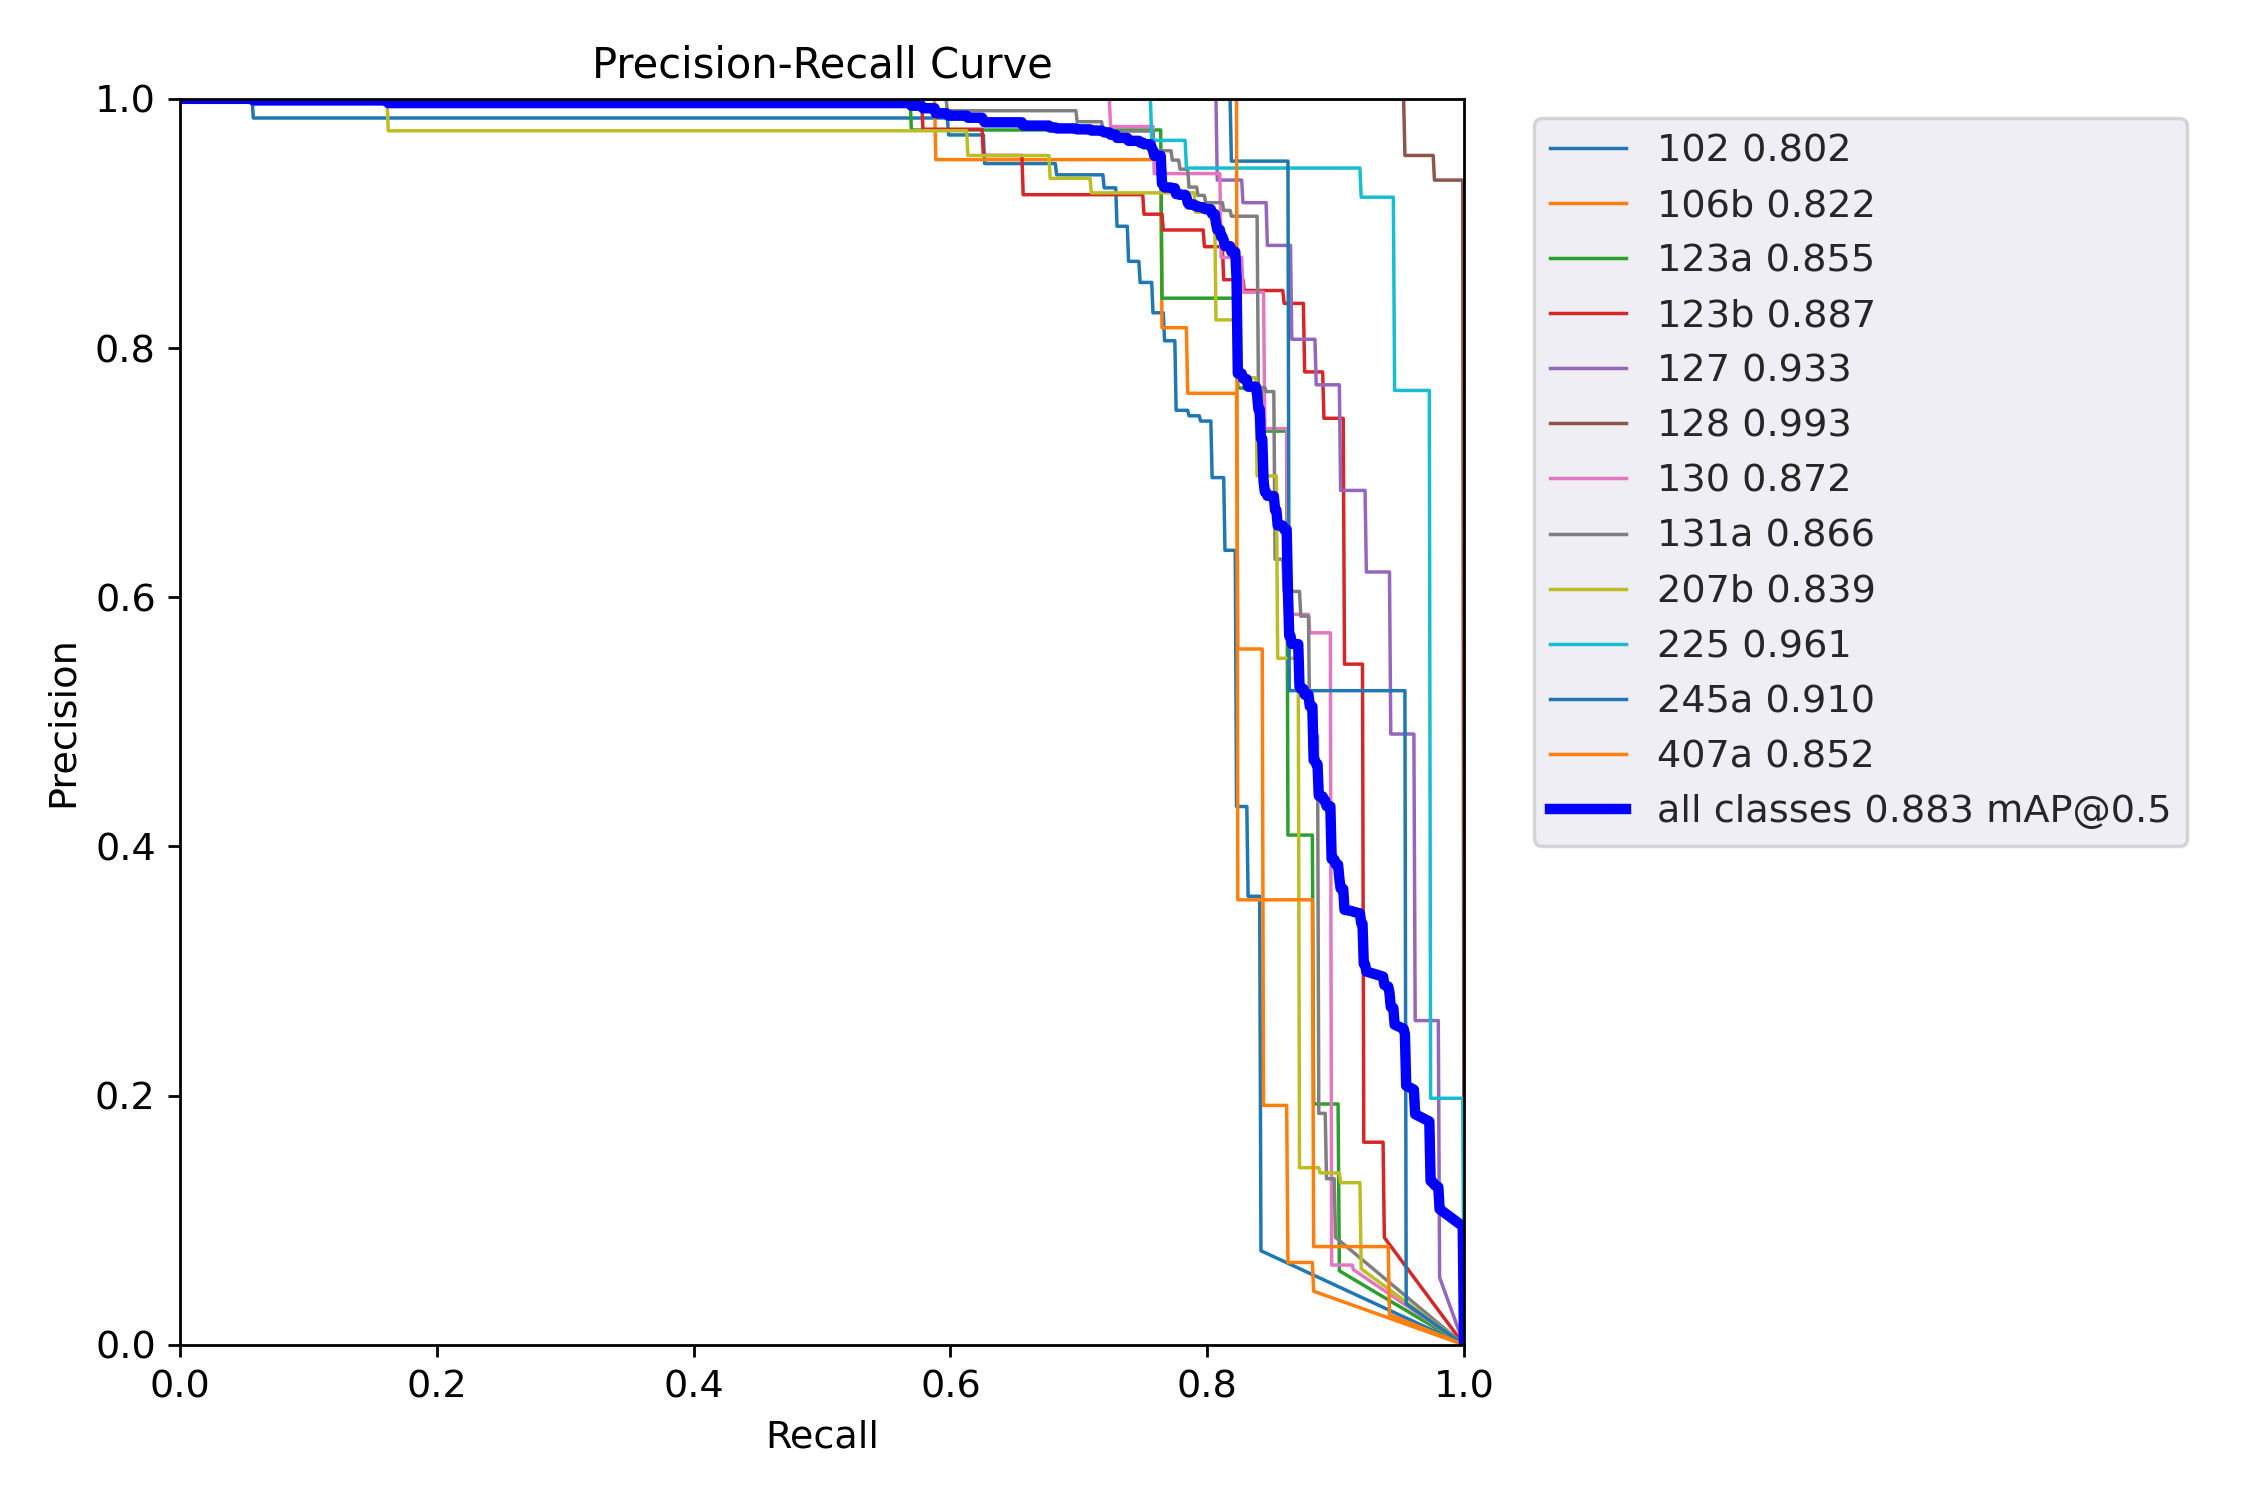 Precision-Recall Curve
1.0
0.8
0.6
0.4
0.2
0.0
Precision
0.0 0.2 0.4 0.6 0.8 1.0
Recall
102 0.802
106b 0.822
123a 0.855
123b 0.887
127 0.933
128 0.993
130 0.872
131a 0.866
207b 0.839
225 0.961
245a 0.910
407a 0.852
all classes 0.883 mAP@0.5